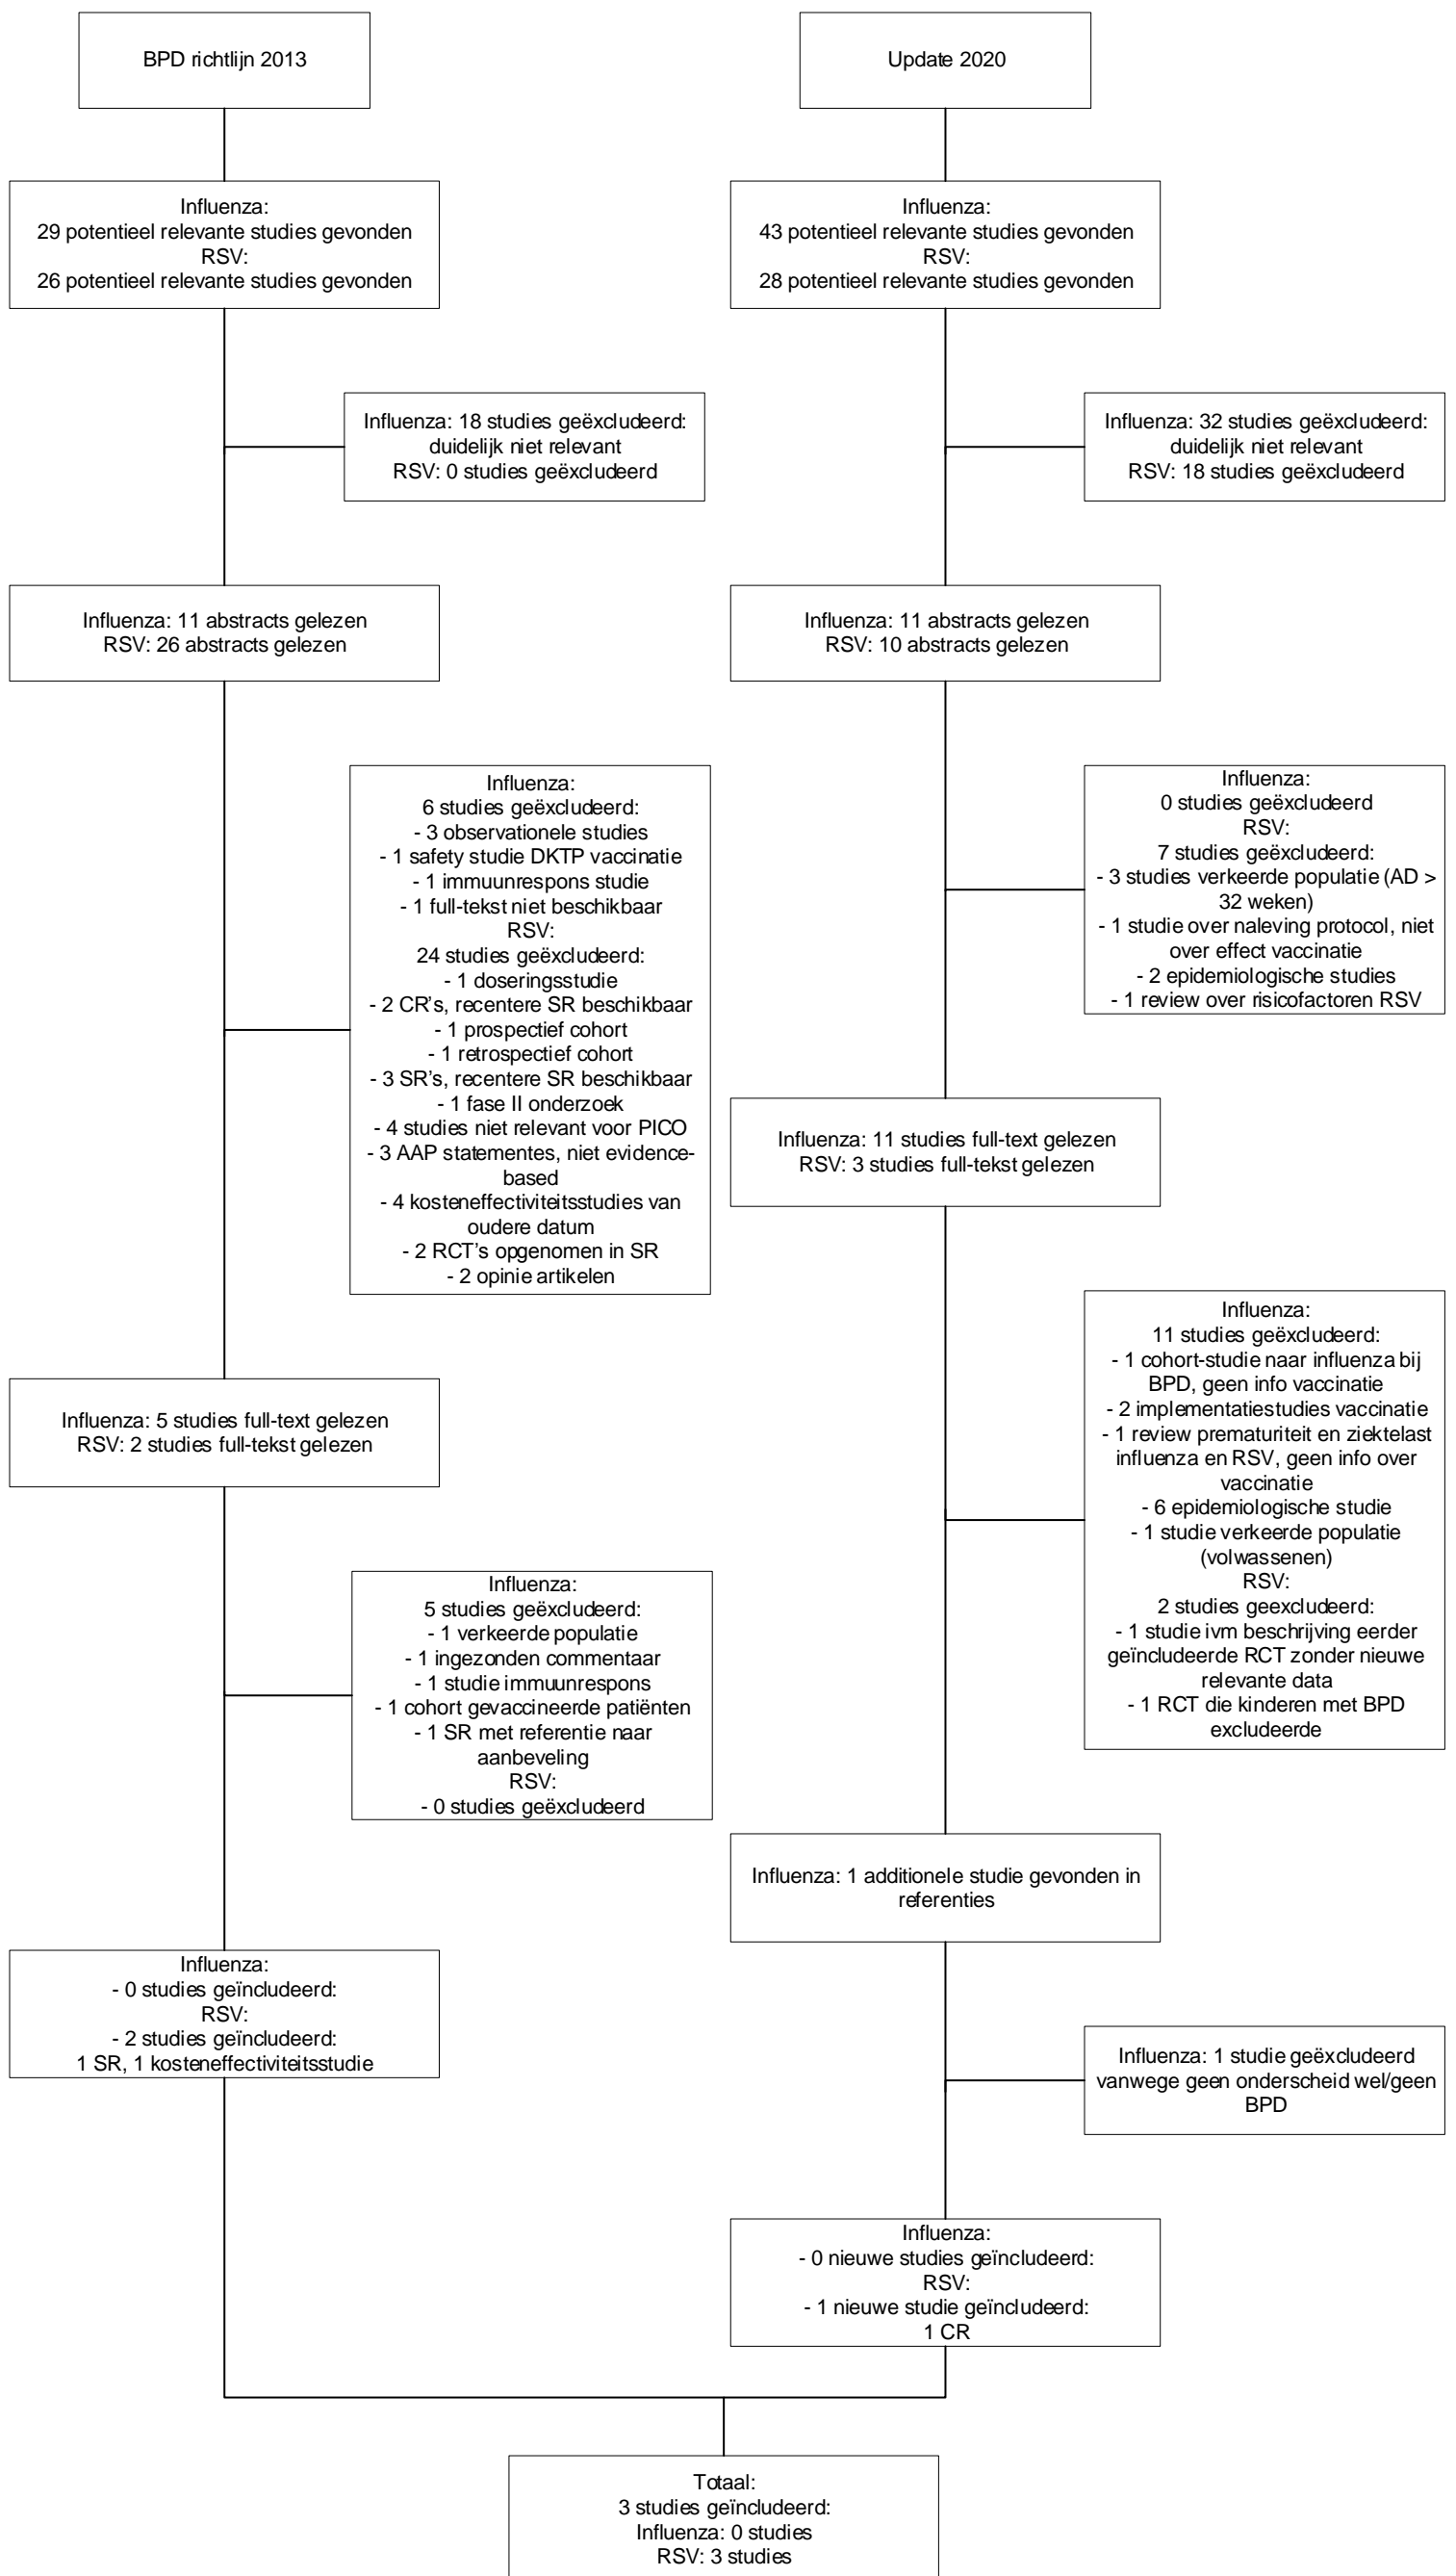 BPD richtlijn 2013
Influenza:
29 potentieel relevante studies gevonden
RSV:
26 potentieel relevante studies gevonden
Influenza: 18 studies geëxcludeerd:
duidelijk niet relevant
RSV: 0 studies geëxcludeerd
Influenza: 11 abstracts gelezen
RSV: 26 abstracts gelezen
Influenza:
6 studies geëxcludeerd:
- 3 observationele studies
- 1 safety studie DKTP vaccinatie
- 1 immuunrespons studie
- 1 full-tekst niet beschikbaar
RSV:
24 studies geëxcludeerd:
- 1 doseringsstudie
- 2 CR's, recentere SR beschikbaar
- 1 prospectief cohort
- 1 retrospectief cohort
- 3 SR's, recentere SR beschikbaar
- 1 fase II onderzoek
- 4 studies niet relevant voor PICO
- 3 AAP statementes, niet evidence-
based
- 4 kosteneffectiviteitsstudies van
oudere datum
- 2 RCT's opgenomen in SR
- 2 opinie artikelen
Influenza: 5 studies full-text gelezen
RSV: 2 studies full-tekst gelezen
Influenza:
5 studies geëxcludeerd:
- 1 verkeerde populatie
- 1 ingezonden commentaar
- 1 studie immuunrespons
- 1 cohort gevaccineerde patiënten
- 1 SR met referentie naar
aanbeveling
RSV:
- 0 studies geëxcludeerd
Influenza:
- 0 studies geïncludeerd:
RSV:
- 2 studies geïncludeerd:
1 SR, 1 kosteneffectiviteitsstudie
Update 2020
Influenza:
43 potentieel relevante studies gevonden
RSV:
28 potentieel relevante studies gevonden
Influenza: 32 studies geëxcludeerd:
duidelijk niet relevant
RSV: 18 studies geëxcludeerd
Influenza: 11 abstracts gelezen
RSV: 10 abstracts gelezen
Influenza:
0 studies geëxcludeerd
RSV:
7 studies geëxcludeerd:
- 3 studies verkeerde populatie (AD >
32 weken)
- 1 studie over naleving protocol, niet
over effect vaccinatie
- 2 epidemiologische studies
- 1 review over risicofactoren RSV
Influenza: 11 studies full-text gelezen
RSV: 3 studies full-tekst gelezen
Influenza:
11 studies geëxcludeerd:
- 1 cohort-studie naar influenza bij
BPD, geen info vaccinatie
- 2 implementatiestudies vaccinatie
- 1 review prematuriteit en ziektelast
influenza en RSV, geen info over
vaccinatie
- 6 epidemiologische studie
- 1 studie verkeerde populatie
(volwassenen)
RSV:
2 studies geexcludeerd:
- 1 studie ivm beschrijving eerder
geïncludeerde RCT zonder nieuwe
relevante data
- 1 RCT die kinderen met BPD
excludeerde
Influenza: 1 additionele studie gevonden in
referenties
Influenza: 1 studie geëxcludeerd
vanwege geen onderscheid wel/geen
BPD
Influenza:
- 0 nieuwe studies geïncludeerd:
RSV:
- 1 nieuwe studie geïncludeerd:
1 CR
Totaal:
3 studies geïncludeerd:
Influenza: 0 studies
RSV: 3 studies